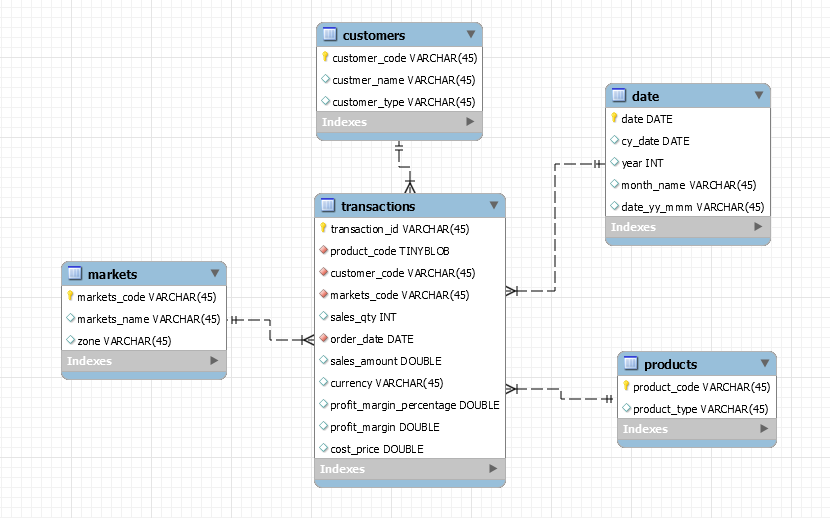 customers
customer_code VARCHAR(45)
custmer_name VARCHAR(45)
customer_type VARCHAR(45)
Indexes
date
date DATE
cy_date DATE
year INT
month_name VARCHAR(45)
date_yy_mmm VARCHAR(45)
Indexes
transactions
transaction_id VARCHAR(45)
product_code TINYBLOB
customer_code VARCHAR(45)
markets_code VARCHAR(45)
sales_qty INT
order_date DATE
sales_amount DOUBLE
currency VARCHAR(45)
profit_margin_percentage DOUBLE
profit_margin DOUBLE
cost_price DOUBLE
Indexes
markets
markets_code VARCHAR(45)
markets_name VARCHAR(45)
zone VARCHAR(45)
Indexes
products
product_code VARCHAR(45)
product_type VARCHAR(45)
Indexes